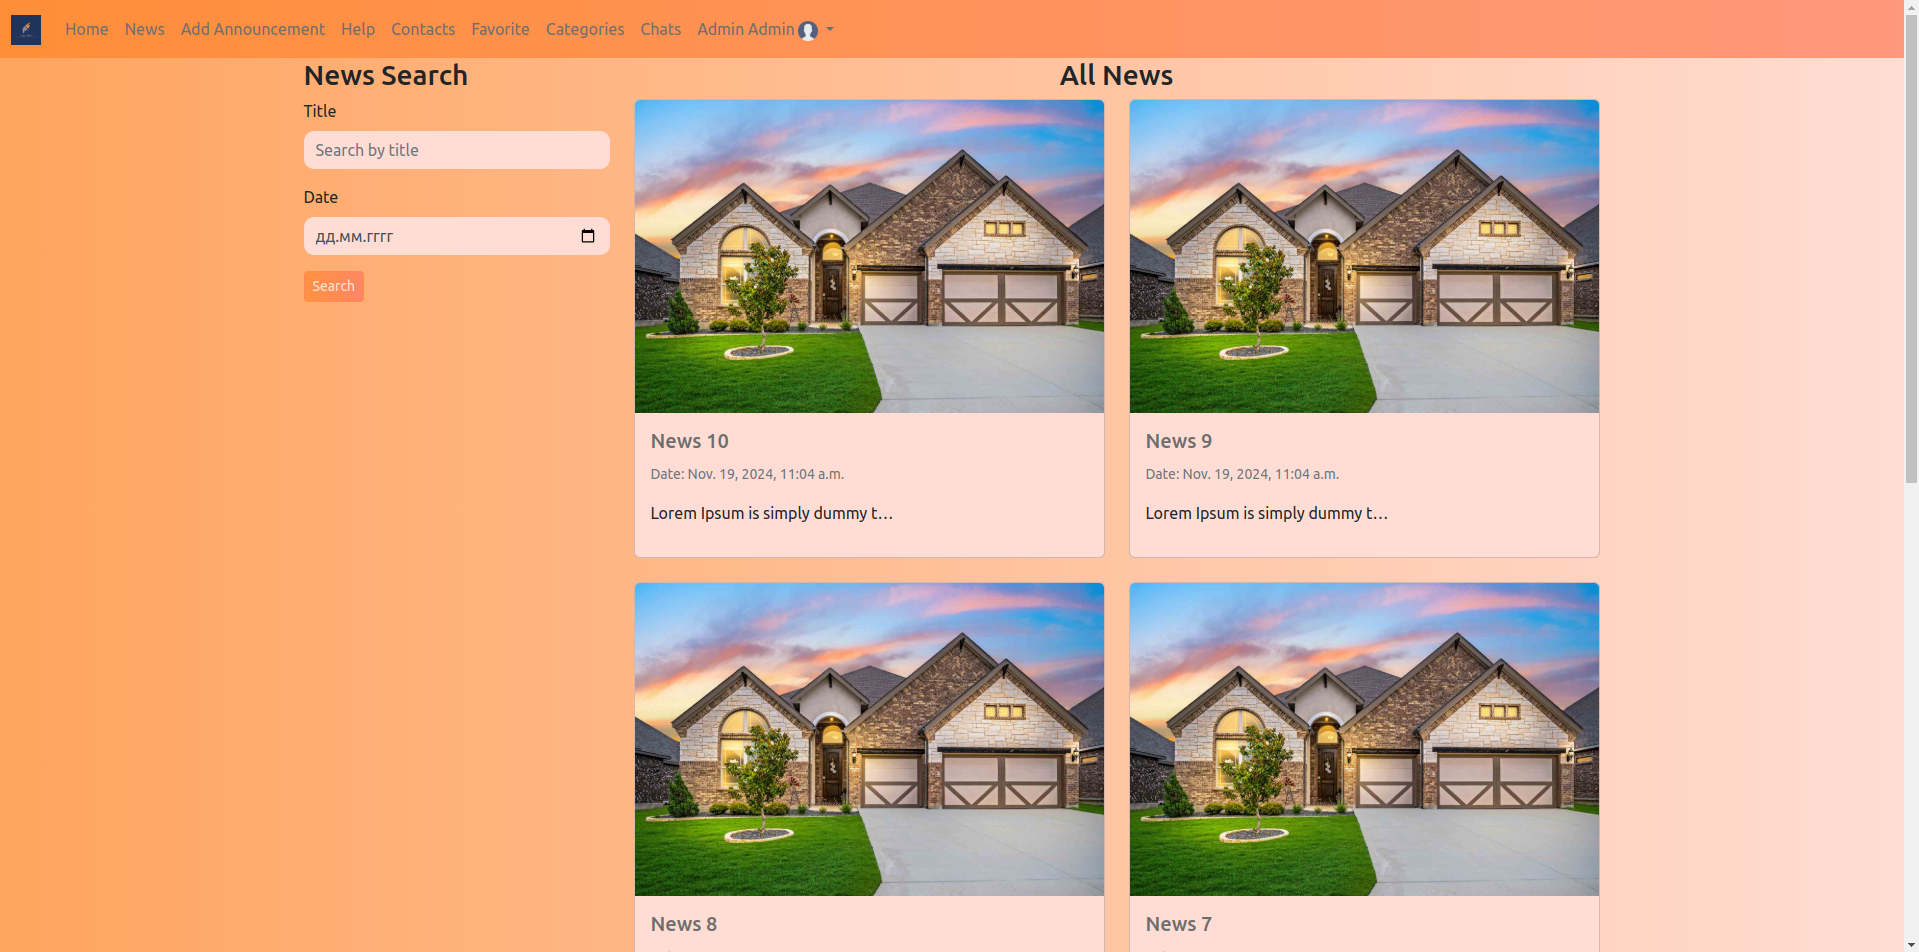 Home News Add Announcement Help Contacts Favorite Categories Chats Admin Admin
News Search
Title
Search by title
Date
дд.мм.гггг
Search
All News
News 10
Date: Nov. 19, 2024, 11:04 a.m.
Lorem Ipsum is simply dummy t…
News 9
Date: Nov. 19, 2024, 11:04 a.m.
Lorem Ipsum is simply dummy t…
News 8
News 7